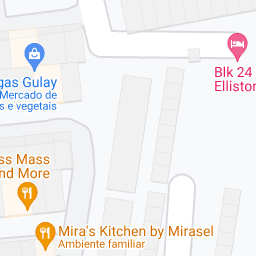 gas Gulay
Mercado de
s e vegetais
Blk 24
Elliston
ss Mass
nd More
Mira's Kitchen by Mirasel
Ambiente familiar